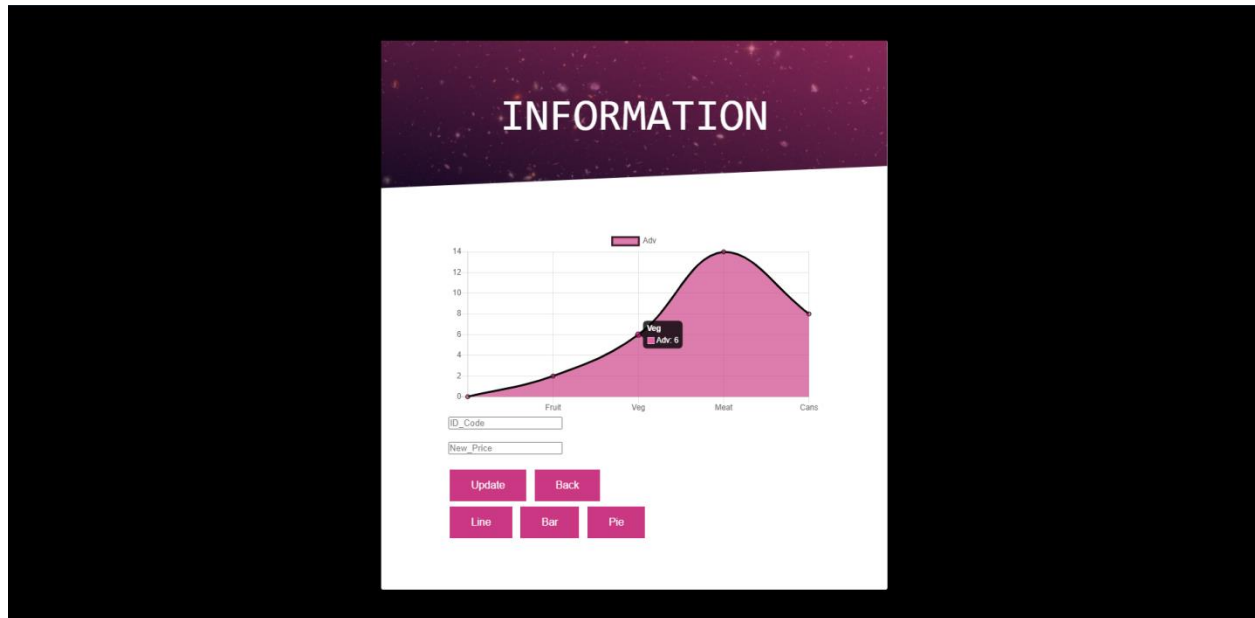 INFORMATION
Adv
14
12
10
8
6
4
2
0
Veg
Adv: 6
Fruit Veg Meat Cans
ID_Code
New_Price
Update Back
Line Bar Pie